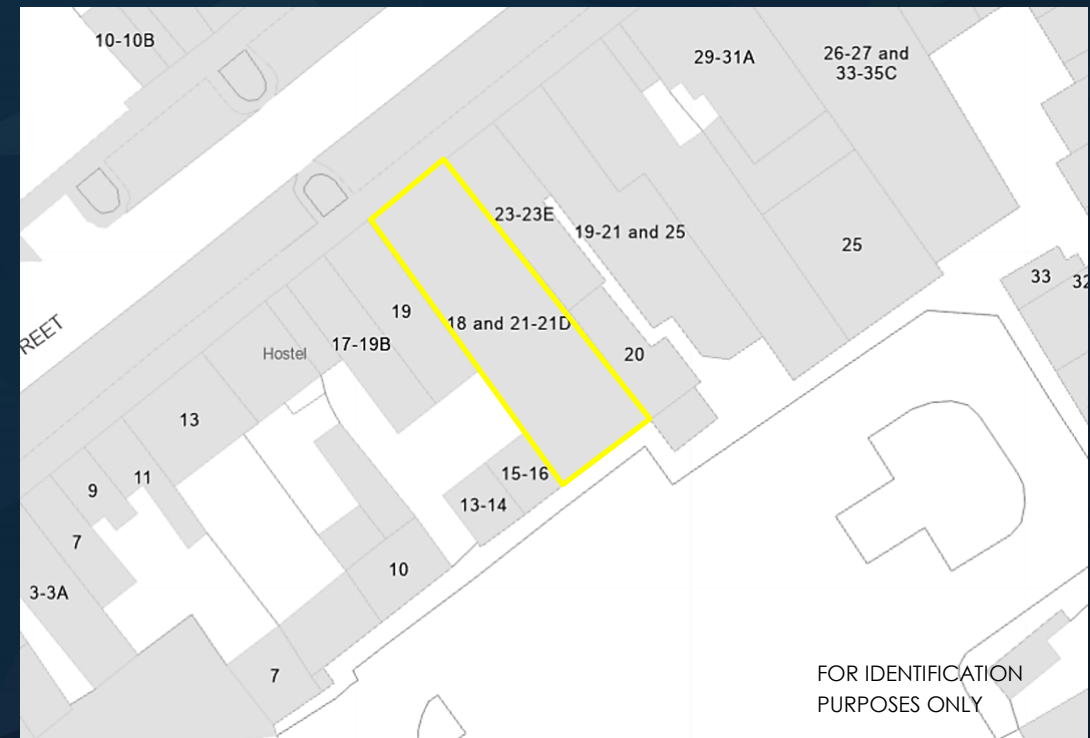 10-10B
29-31A
26-27 and
33-35C
23-23E
19-21 and 25
25
33
32
REET
19
18 and 21-21D
17-19B
Hostel
20
13
15-16
13-14
11
9
7
10
3-3A
7
FOR IDENTIFICATION
PURPOSES ONLY